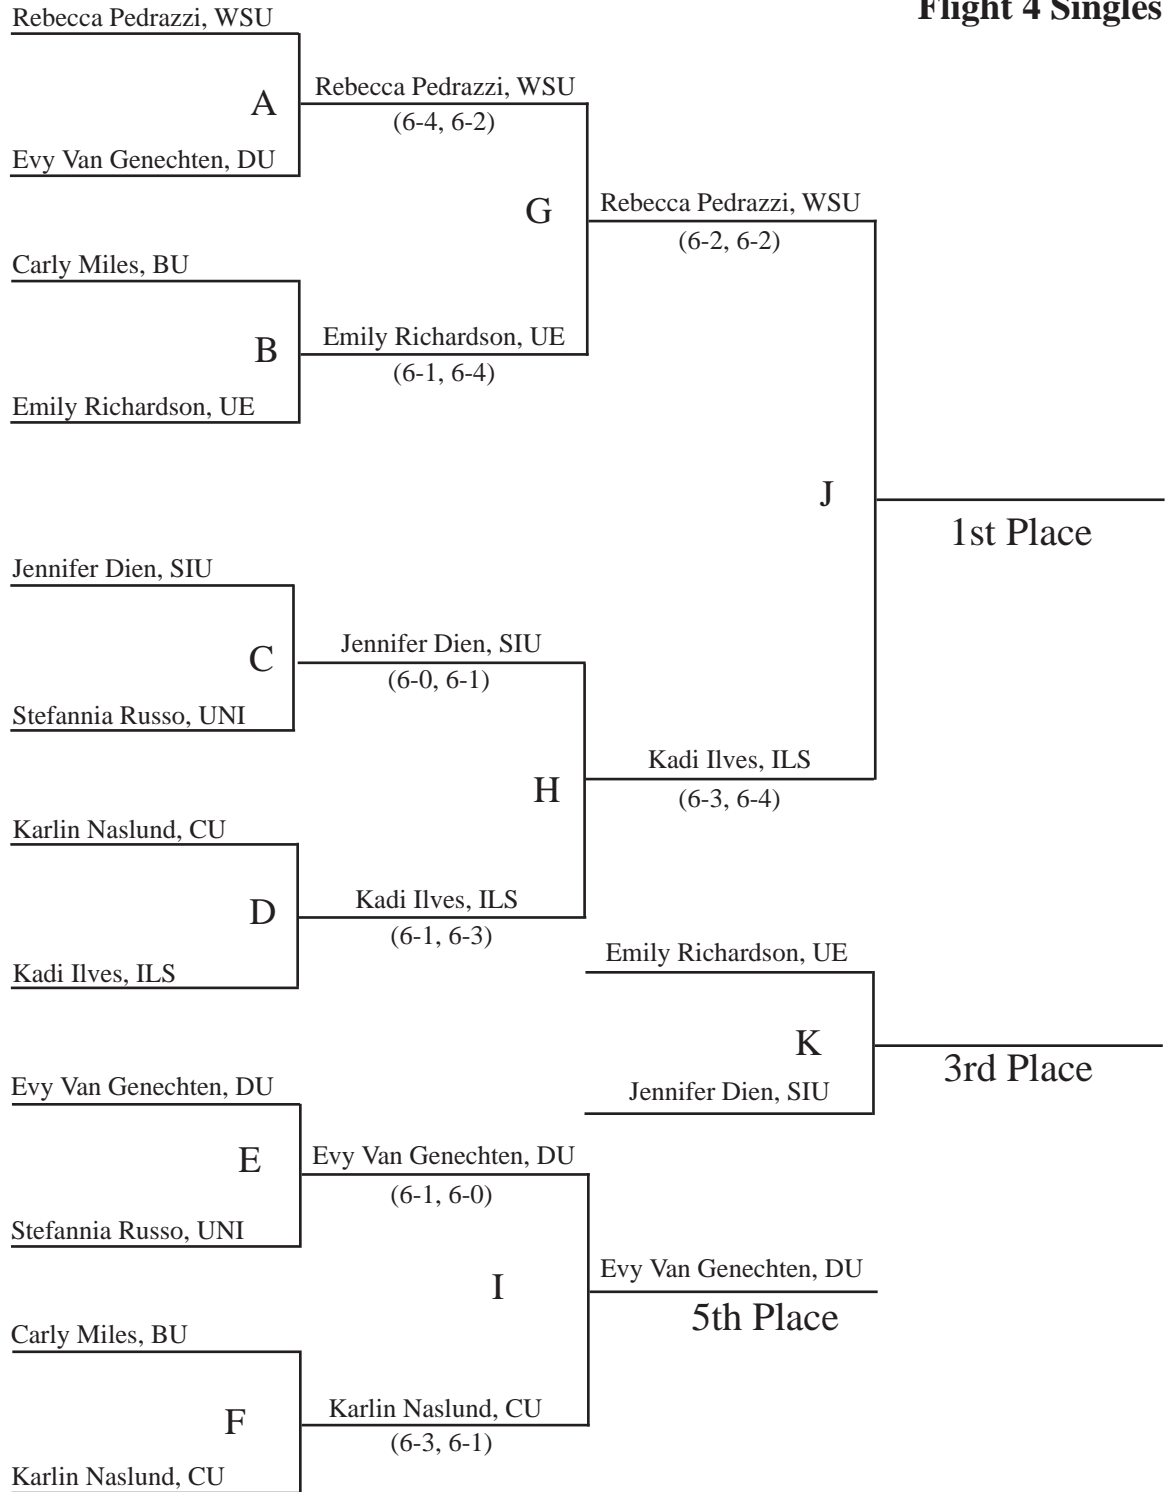 Flight 4 Singles
Rebecca Pedrazzi, WSU
A
Rebecca Pedrazzi, WSU
(6-4, 6-2)
Evy Van Genechten, DU
G
Rebecca Pedrazzi, WSU
(6-2, 6-2)
Carly Miles, BU
B
Emily Richardson, UE
(6-1, 6-4)
Emily Richardson, UE
J
1st Place
Jennifer Dien, SIU
C
Jennifer Dien, SIU
(6-0, 6-1)
Stefannia Russo, UNI
H
Kadi Ilves, ILS
(6-3, 6-4)
Karlin Naslund, CU
D
Kadi Ilves, ILS
(6-1, 6-3)
Kadi Ilves, ILS
Emily Richardson, UE
K
3rd Place
Jennifer Dien, SIU
Evy Van Genechten, DU
E
Evy Van Genechten, DU
(6-1, 6-0)
Stefannia Russo, UNI
I
Evy Van Genechten, DU
5th Place
Carly Miles, BU
F
Karlin Naslund, CU
(6-3, 6-1)
Karlin Naslund, CU